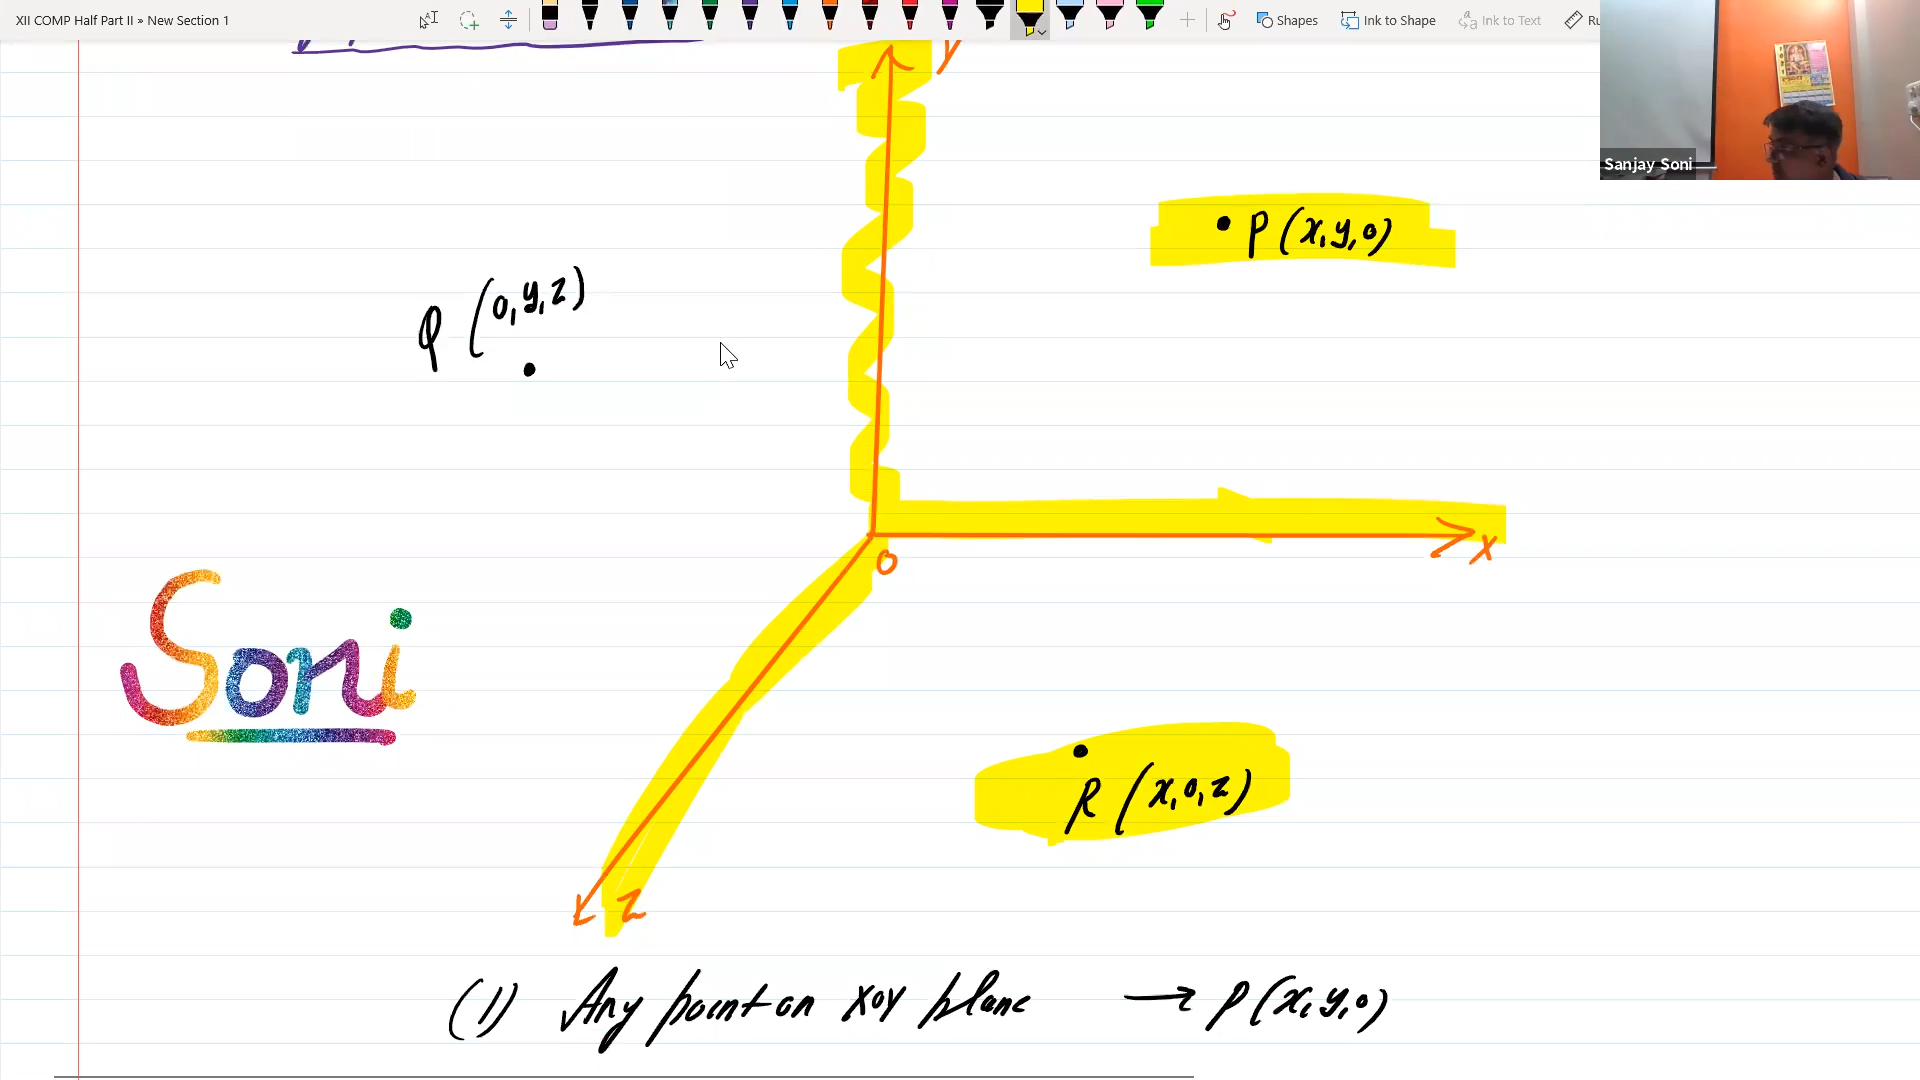 XII COMP Half Part II » New Section 1
Shapes
Ink to Shape
Ink to Text
Ru
Sanjay Soni
y
P (x,y,0)
Q (0,y,z)
O
x
Soni
R (x,0,z)
z
(1) Any point on XOY plane → P(x,y,0)